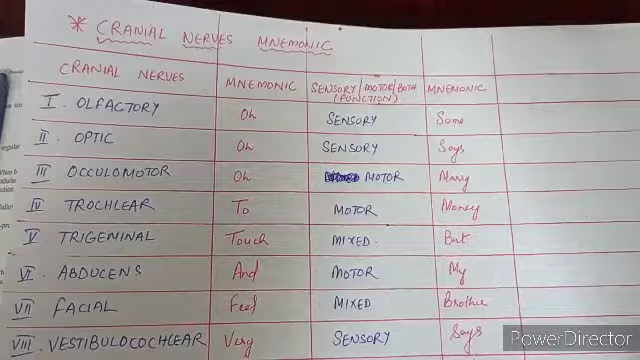 * CRANIAL NERVES MNEMONIC
CRANIAL NERVES MNEMONIC SENSORY/MOTOR/BOTH (FUNCTION) MNEMONIC
I. OLFACTORY Oh SENSORY Some
II. OPTIC Oh SENSORY Says
III. OCCULOMOTOR Oh MOTOR Marry
IV TROCHLEAR To MOTOR Money
V TRIGEMINAL Touch MIXED. But
VI ABDUCENS And MOTOR My
VII FACIAL Feel MIXED Brother
VIII. VESTIBULOCOCHLEAR Very SENSORY Says
PowerDirector